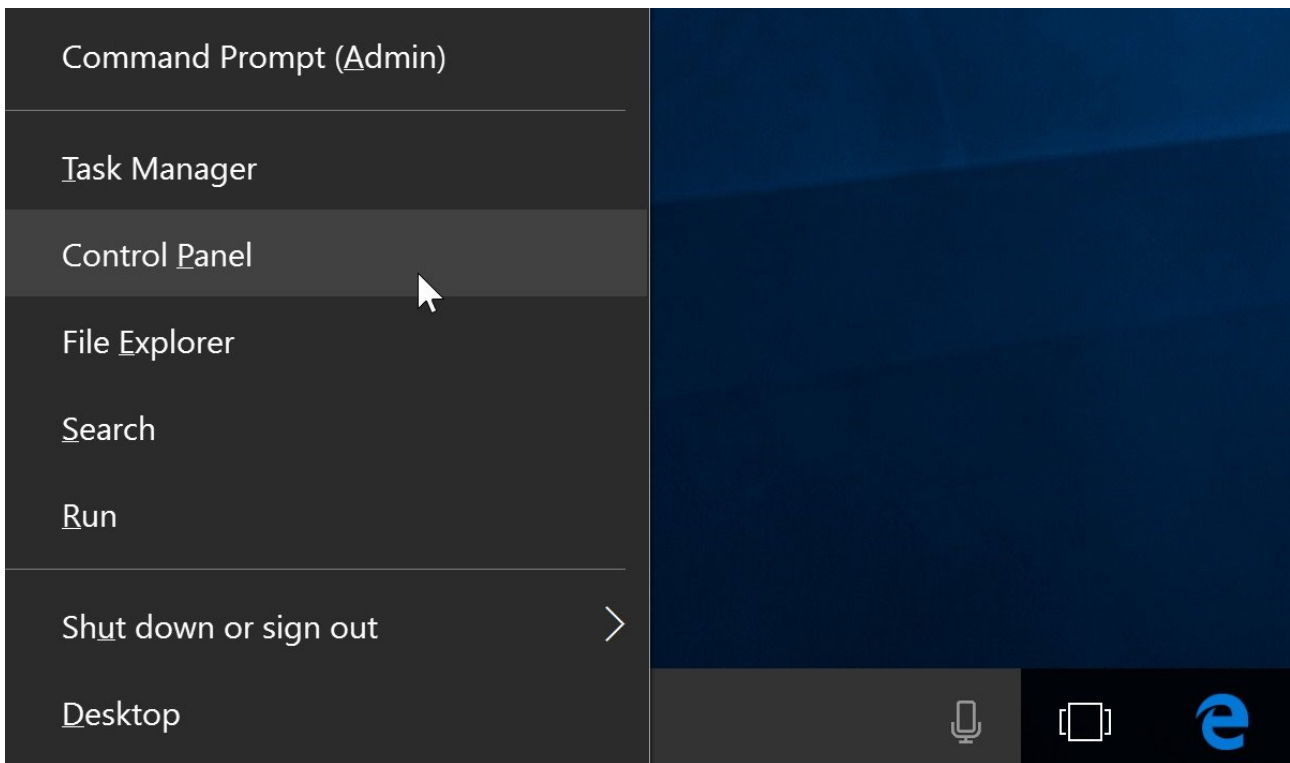 Command Prompt (Admin)
Task Manager
Control Panel
File Explorer
Search
Run
Shut down or sign out
Desktop